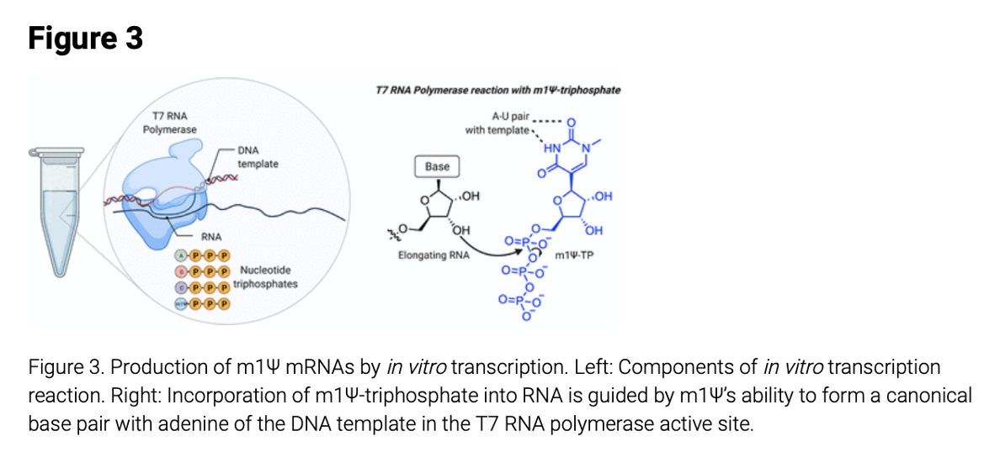 Figure 3
T7 RNA Polymerase reaction with m1Ψ-triphosphate
T7 RNA
Polymerase
DNA
template
RNA
A P P P
G P P P
C P P P
P P P
Nucleotide
triphosphates
A-U pair
with template
O
HN
N
O
Base
O
OH
O
OH
Elongating RNA
O
OH
OH
O
O=P-O⁻
O
m1Ψ-TP
O=P-O⁻
O
O=P-O⁻
O⁻
Figure 3. Production of m1Ψ mRNAs by in vitro transcription. Left: Components of in vitro transcription
reaction. Right: Incorporation of m1Ψ-triphosphate into RNA is guided by m1Ψ’s ability to form a canonical
base pair with adenine of the DNA template in the T7 RNA polymerase active site.